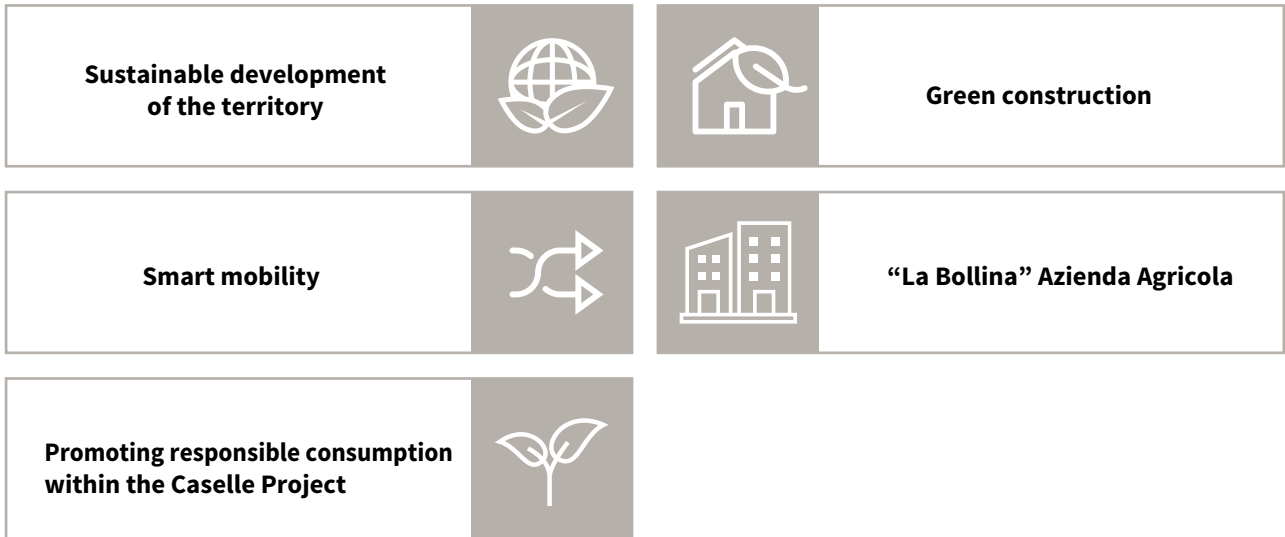 Sustainable development
of the territory
Green construction
Smart mobility
“La Bollina” Azienda Agricola
Promoting responsible consumption
within the Caselle Project